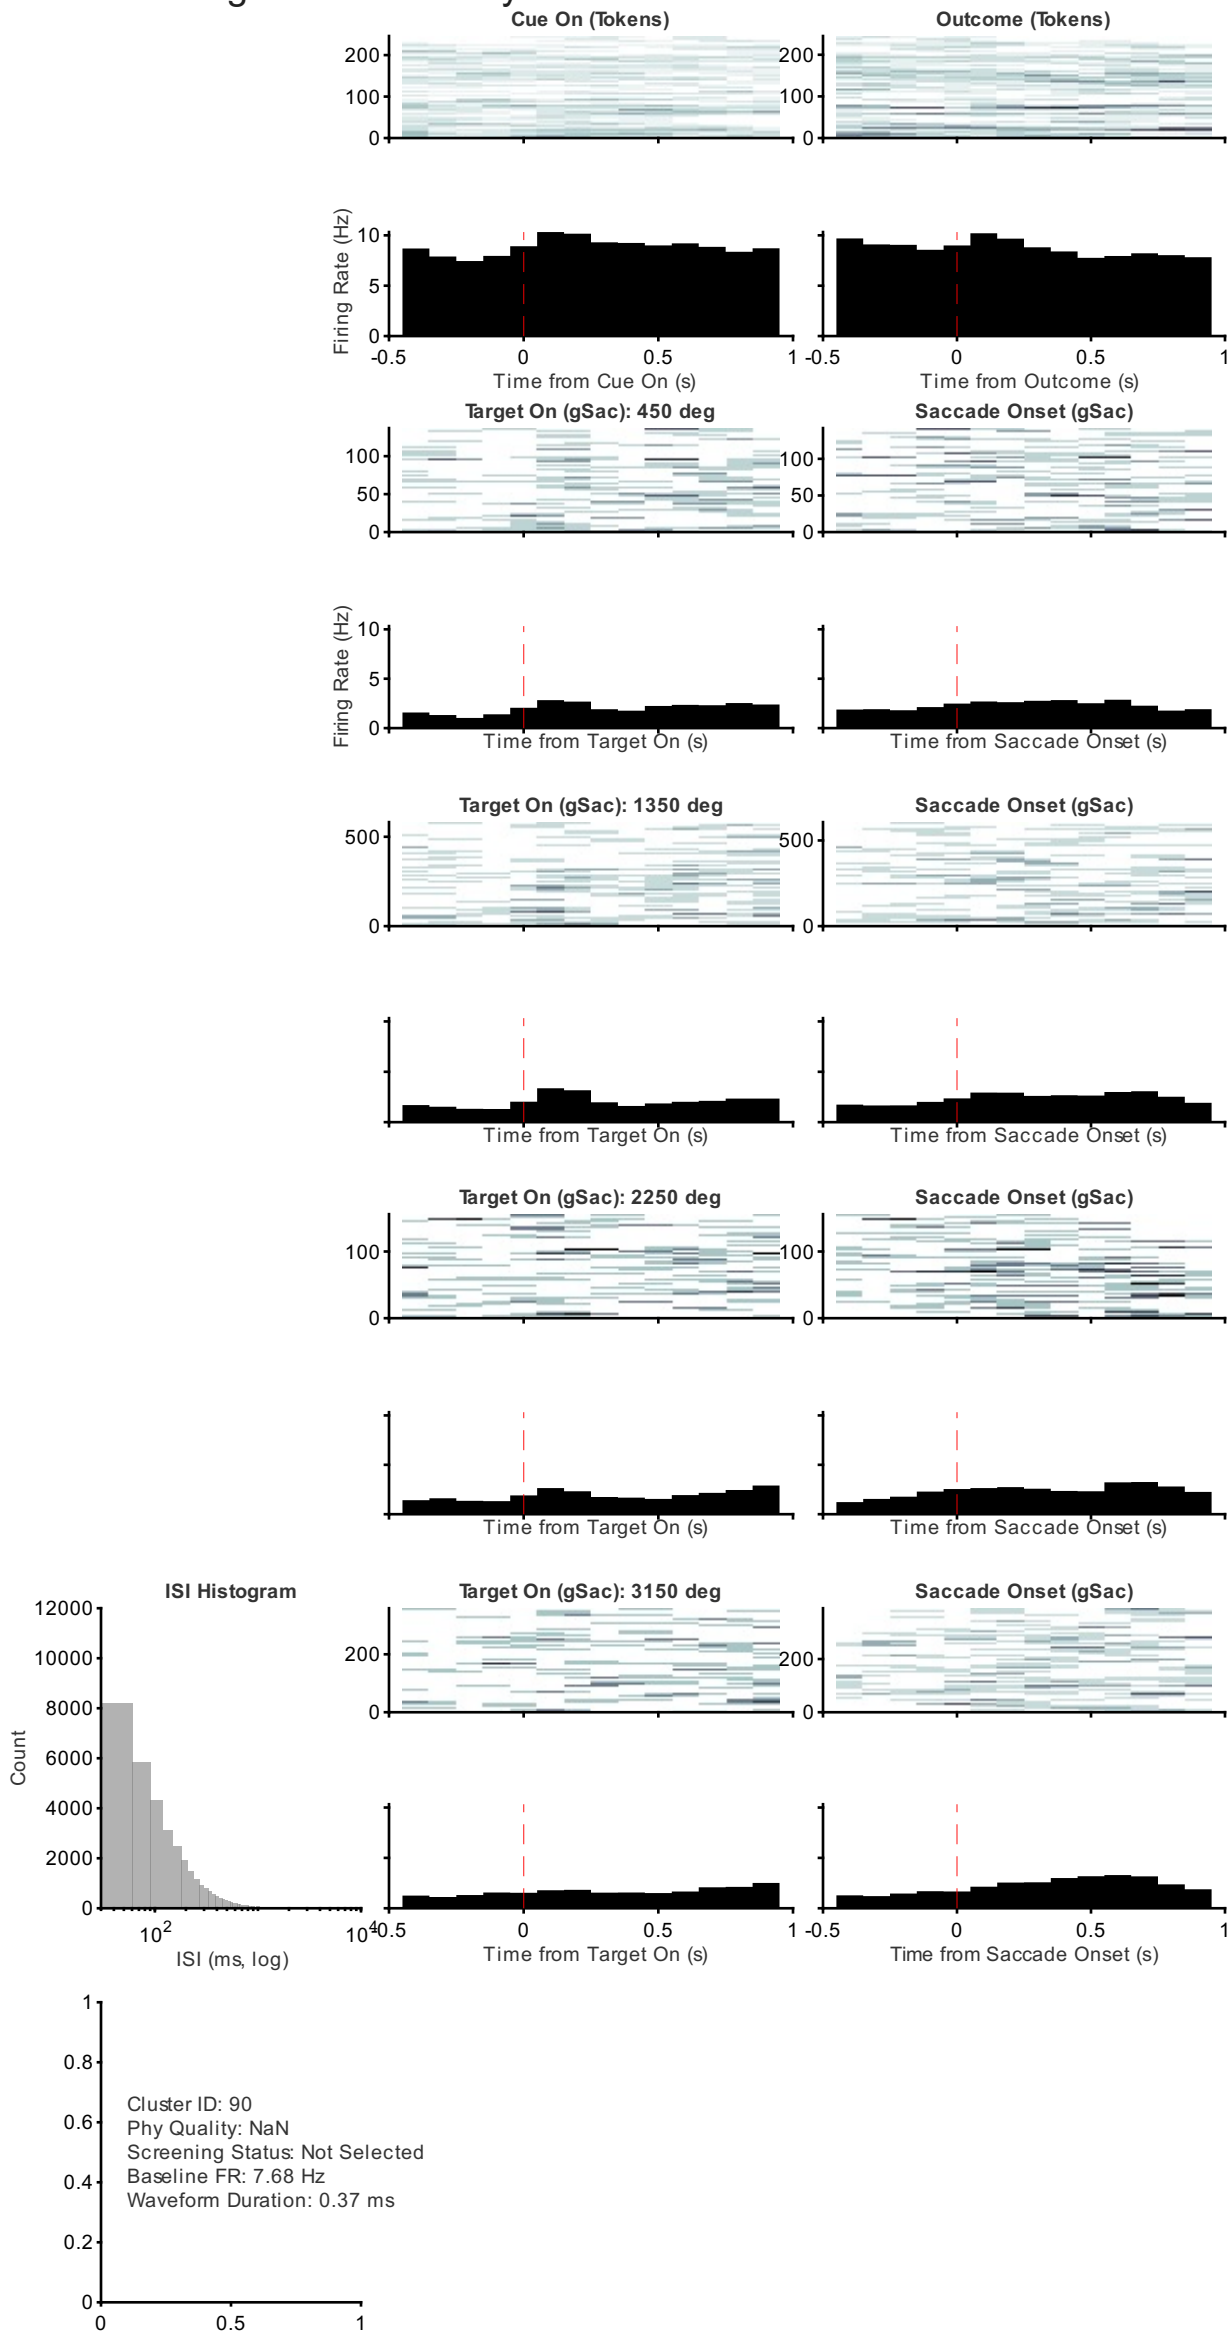 Cue On (Tokens)
Outcome (Tokens)
200
100
0
200
100
0
Firing Rate (Hz)
10
5
0
-0.5 0 0.5 1
-0.5 0 0.5 1
Time from Cue On (s)
Time from Outcome (s)
Target On (gSac): 450 deg
Saccade Onset (gSac)
100
50
0
100
50
0
Firing Rate (Hz)
10
5
0
Time from Target On (s)
Time from Saccade Onset (s)
Target On (gSac): 1350 deg
Saccade Onset (gSac)
500
0
500
0
Time from Target On (s)
Time from Saccade Onset (s)
Target On (gSac): 2250 deg
Saccade Onset (gSac)
100
0
100
0
Time from Target On (s)
Time from Saccade Onset (s)
ISI Histogram
Target On (gSac): 3150 deg
Saccade Onset (gSac)
12000
10000
8000
6000
4000
2000
0
Count
10²
10⁴
ISI (ms, log)
200
0
200
0
-0.5 0 0.5 1
-0.5 0 0.5 1
Time from Target On (s)
Time from Saccade Onset (s)
1
0.8
0.6
0.4
0.2
0
Cluster ID: 90
Phy Quality: NaN
Screening Status: Not Selected
Baseline FR: 7.68 Hz
Waveform Duration: 0.37 ms
0 0.5 1